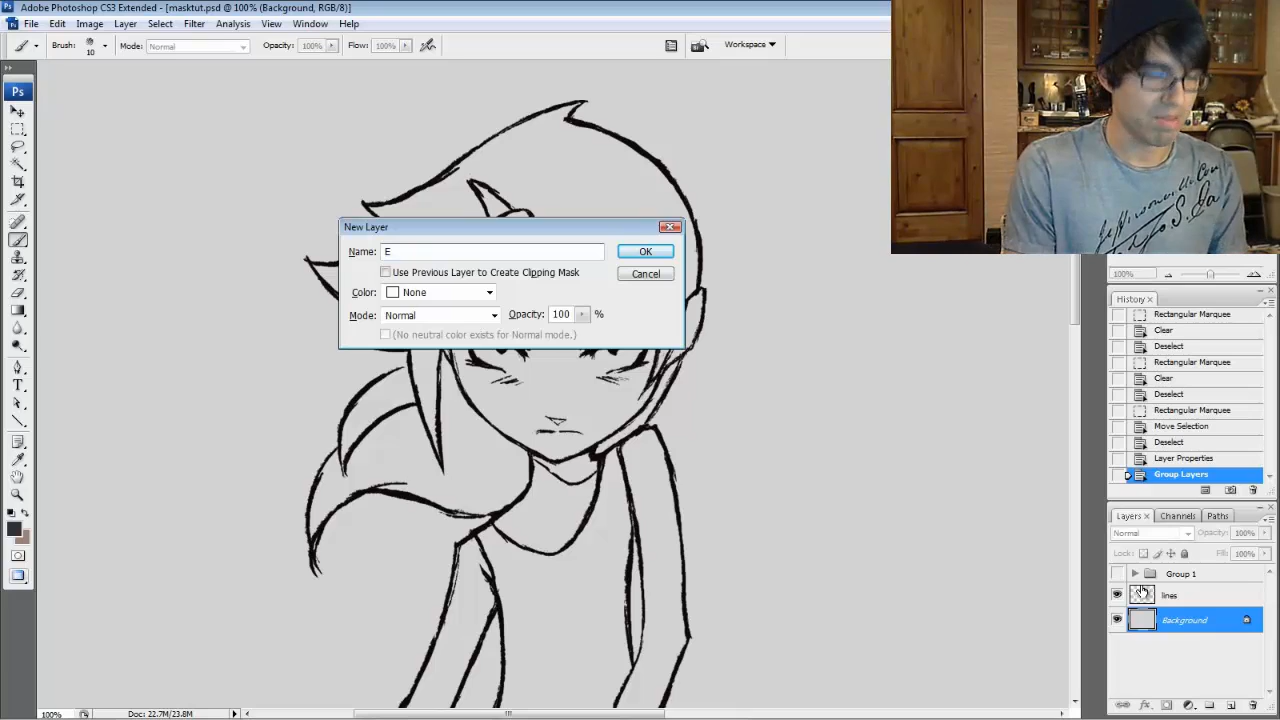 Adobe Photoshop CS3 Extended - [masktut.psd @ 100% (Background, RGB/8)]
File Edit Image Layer Select Filter Analysis View Window Help
Brush: 10 Mode: Normal Opacity: 100% Flow: 100% Workspace
Ps
New Layer
Name: E OK
Use Previous Layer to Create Clipping Mask Cancel
Color: None
Mode: Normal Opacity: 100 %
(No neutral color exists for Normal mode.)
100%
History
Rectangular Marquee
Clear
Deselect
Rectangular Marquee
Clear
Deselect
Rectangular Marquee
Move Selection
Deselect
Layer Properties
Group Layers
Layers Channels Paths
Normal Opacity: 100%
Lock: Fill: 100%
Group 1
lines
Background
100% Doc: 22.7M/23.8M